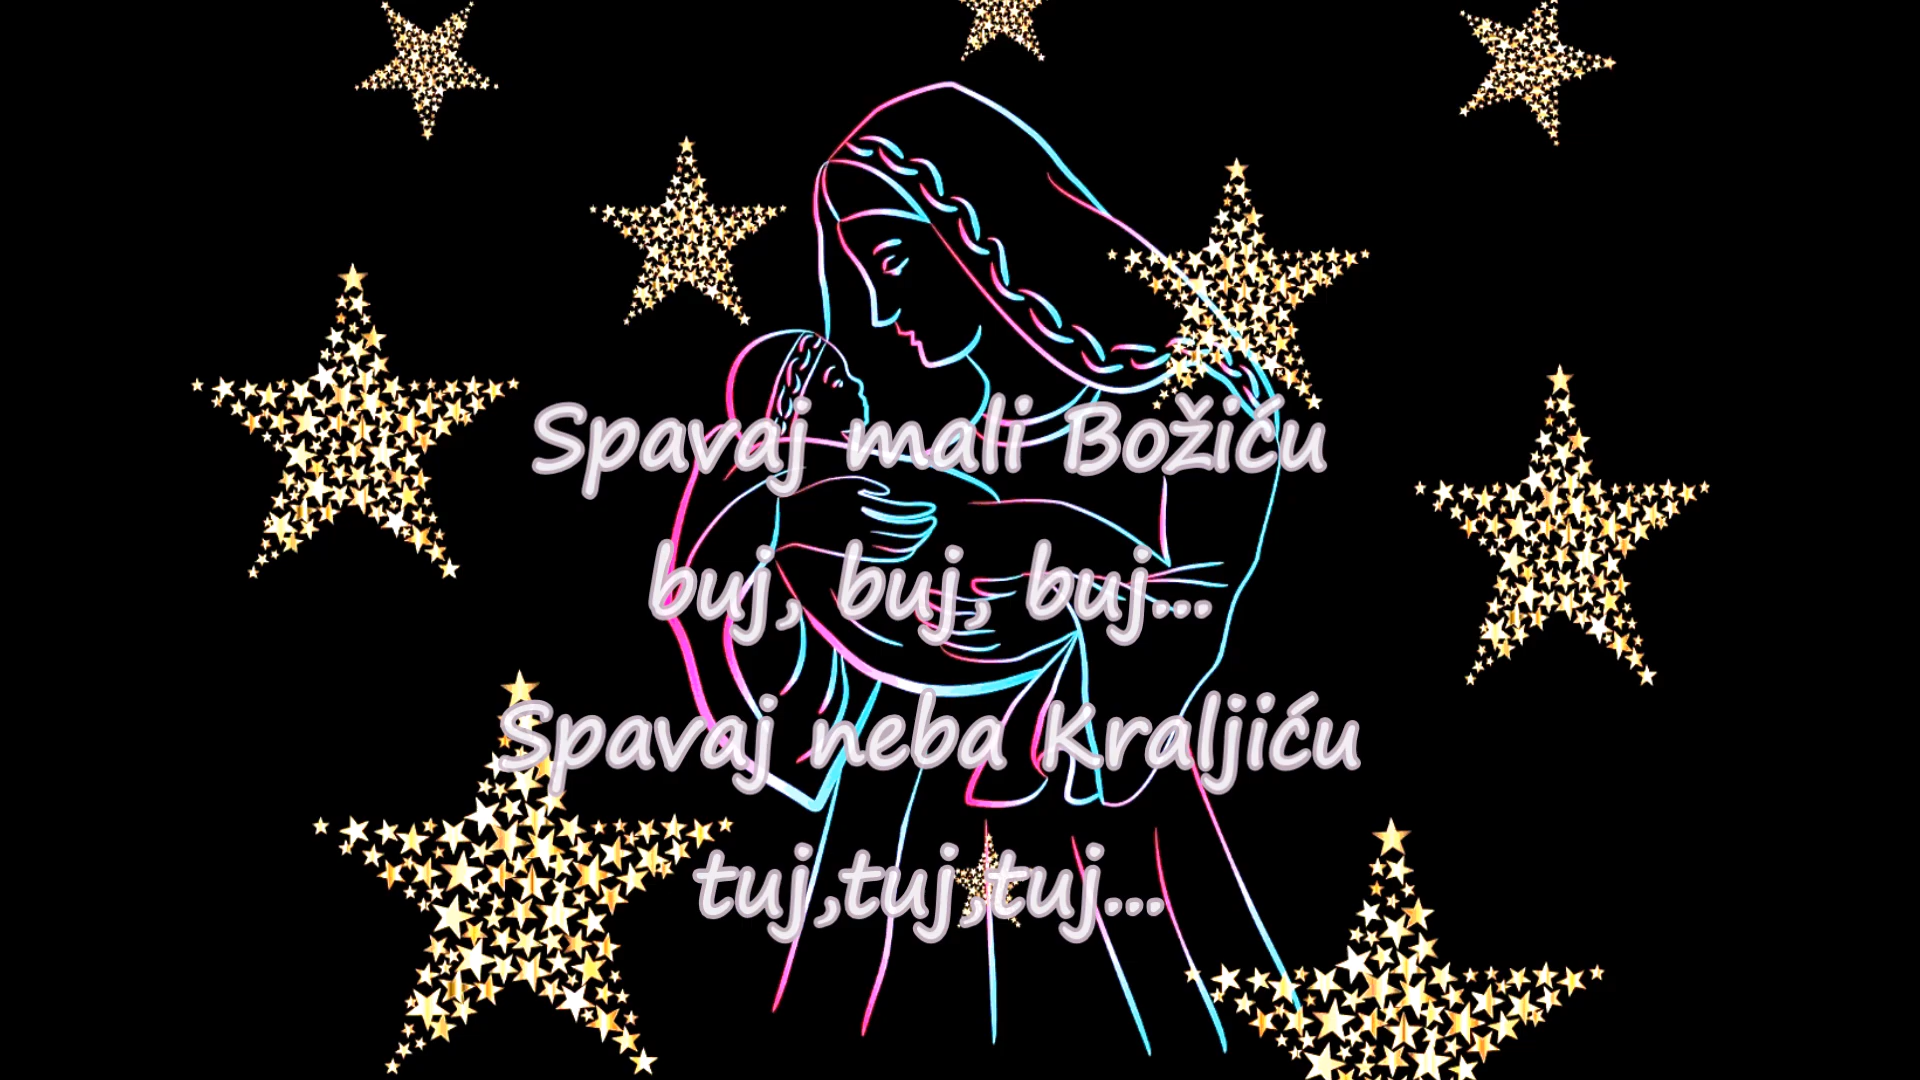 Spavaj mali Božiću
buj, buj, buj...
Spavaj neba Kraljiću
tuj,tuj,tuj...